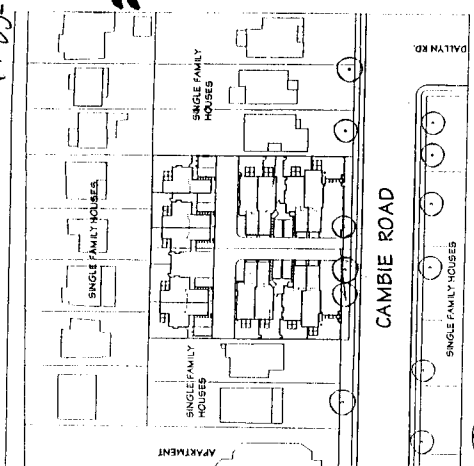 DALLYN RD.
SINGLE FAMILY
HOUSES
SINGLE FAMILY HOUSES
CAMBIE ROAD
SINGLE FAMILY HOUSES
SINGLE FAMILY
HOUSES
APARTMENT